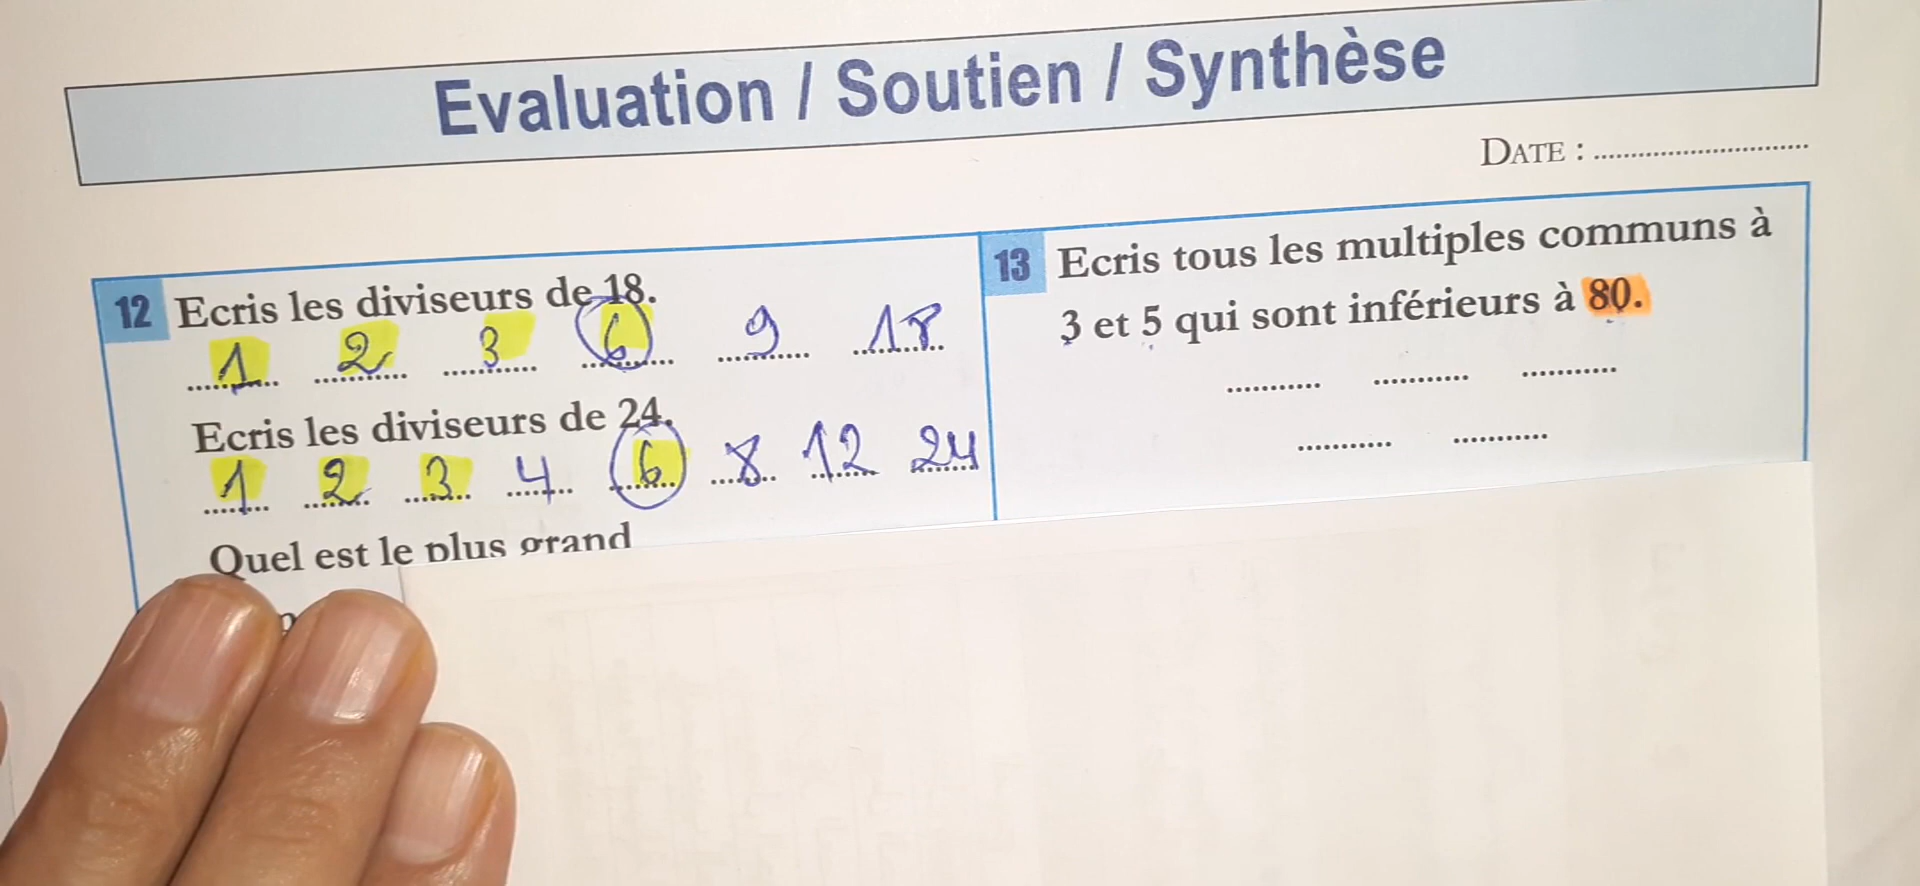 Evaluation / Soutien / Synthèse
DATE : ...........................
12 Ecris les diviseurs de 18.
1 2 3 6 9 18
Ecris les diviseurs de 24.
1 2 3 4 6 8 12 24
Quel est le plus grand
13 Ecris tous les multiples communs à
3 et 5 qui sont inférieurs à 80.
............ ............ ............
............ ............